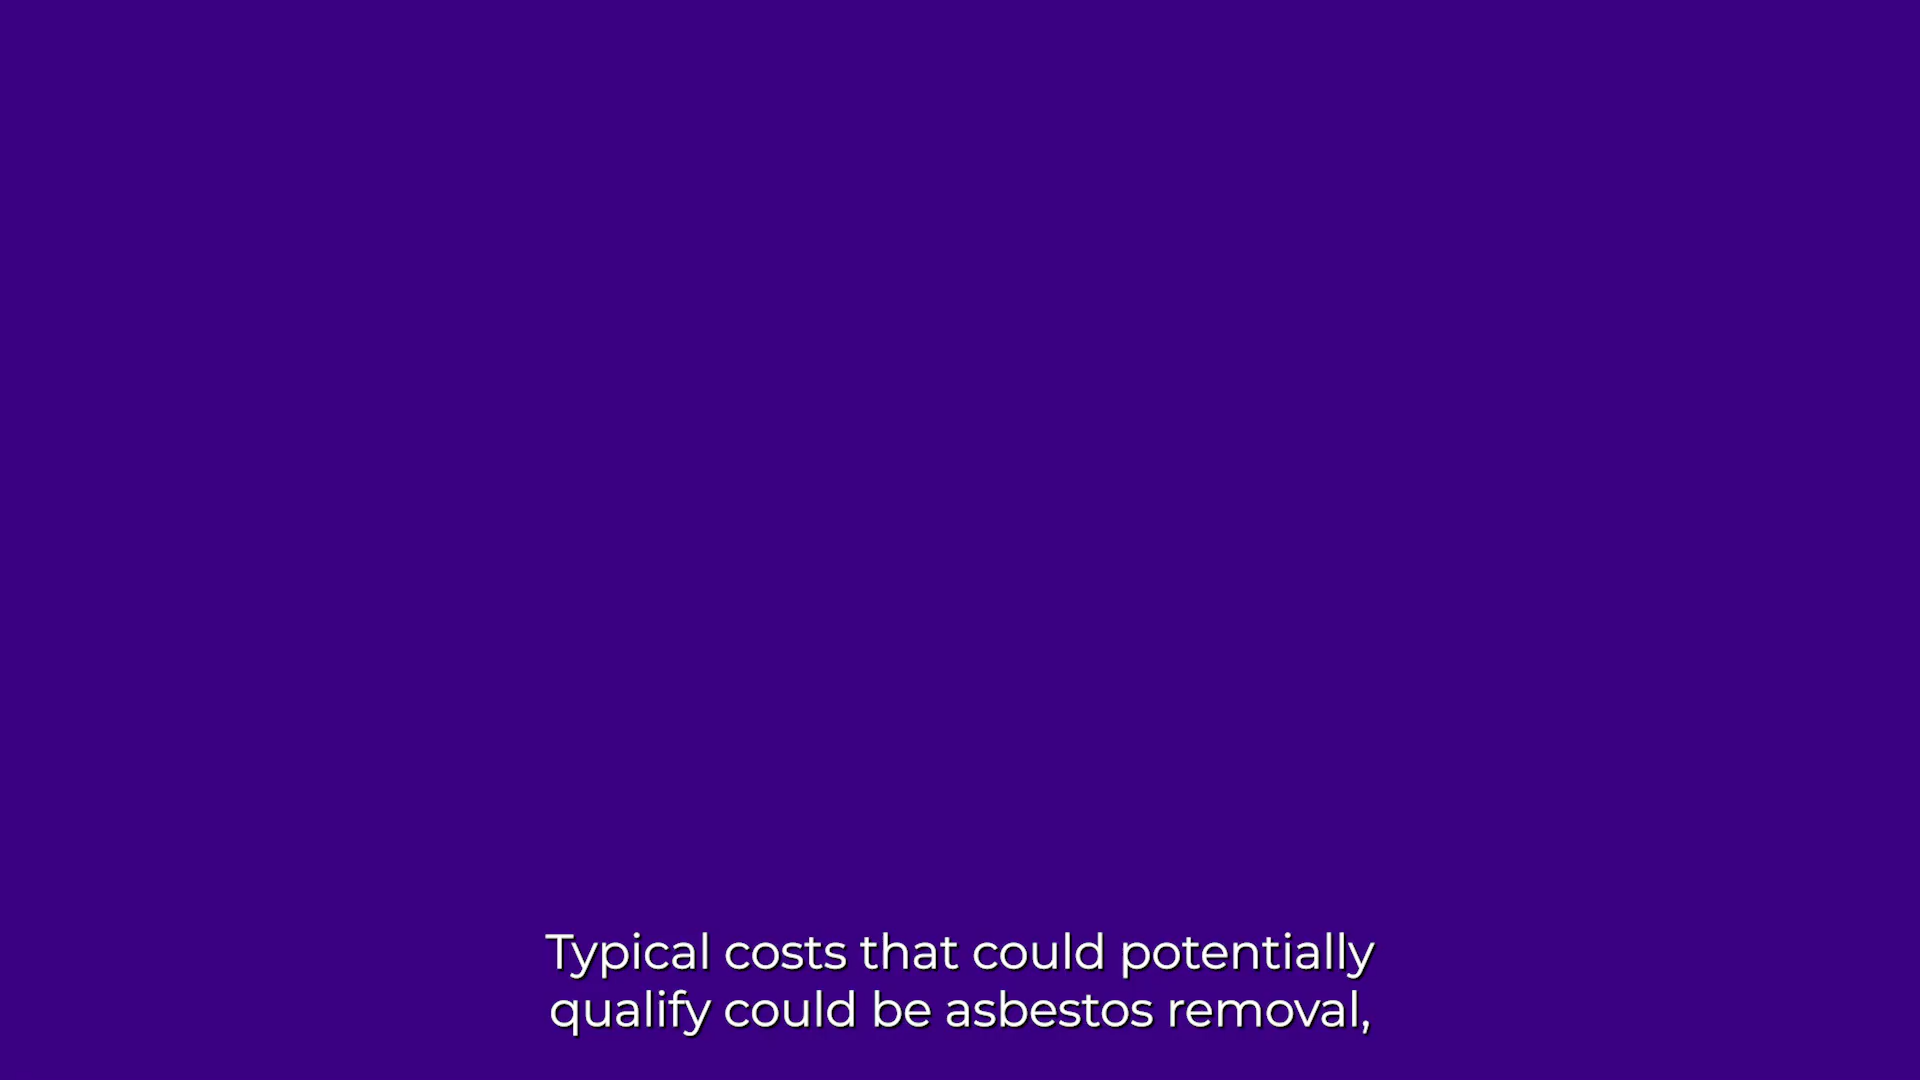 Typical costs that could potentially
qualify could be asbestos removal,